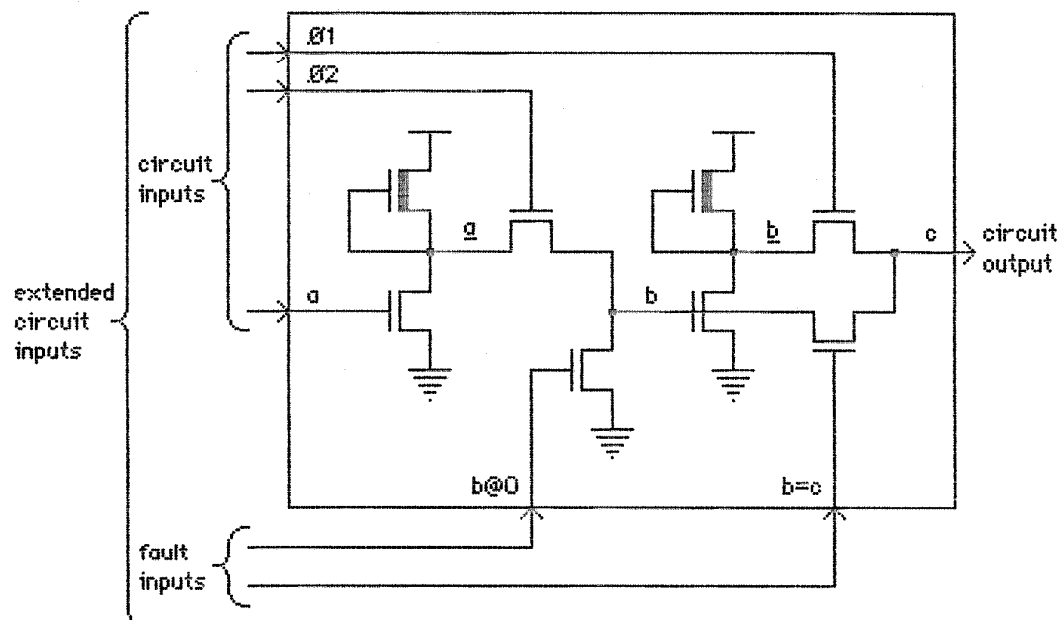 .Ø1
.Ø2
circuit
inputs
a
b
c
circuit
output
extended
circuit
inputs
a
b
b@0
b=c
fault
inputs